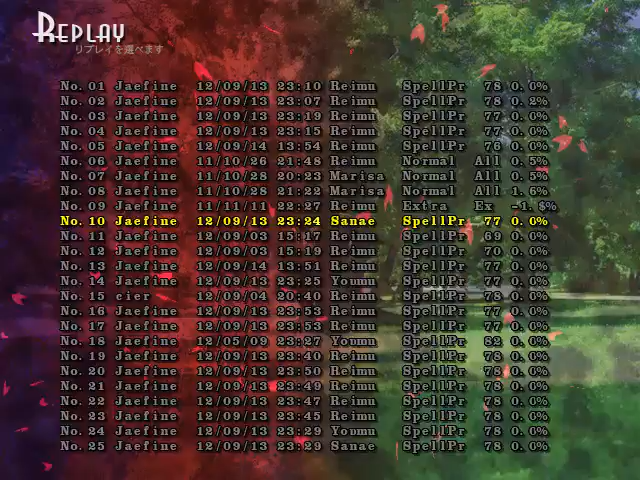 REPLAY
リプレイを選べます
No. 01 Jaefine 12/09/13 23:10 Reimu SpellPr 78 0.0%
No. 02 Jaefine 12/09/13 23:07 Reimu SpellPr 78 0.2%
No. 03 Jaefine 12/09/13 23:19 Reimu SpellPr 77 0.0%
No. 04 Jaefine 12/09/13 23:15 Reimu SpellPr 77 0.0%
No. 05 Jaefine 12/09/14 13:54 Reimu SpellPr 76 0.0%
No. 06 Jaefine 11/10/26 21:48 Reimu Normal All 0.5%
No. 07 Jaefine 11/10/28 20:23 Marisa Normal All 0.5%
No. 08 Jaefine 11/10/28 21:22 Marisa Normal All 1.6%
No. 09 Jaefine 11/11/11 22:27 Reimu Extra Ex -1.$%
No. 10 Jaefine 12/09/13 23:24 Sanae SpellPr 77 0.0%
No. 11 Jaefine 12/09/03 15:17 Reimu SpellPr 69 0.0%
No. 12 Jaefine 12/09/03 15:19 Reimu SpellPr 70 0.0%
No. 13 Jaefine 12/09/14 13:51 Reimu SpellPr 77 0.0%
No. 14 Jaefine 12/09/13 23:25 Youmu SpellPr 77 0.0%
No. 15 cier 12/09/04 20:40 Reimu SpellPr 78 0.0%
No. 16 Jaefine 12/09/13 23:53 Reimu SpellPr 77 0.0%
No. 17 Jaefine 12/09/13 23:53 Reimu SpellPr 77 0.0%
No. 18 Jaefine 12/05/09 23:27 Youmu SpellPr 82 0.0%
No. 19 Jaefine 12/09/13 23:40 Reimu SpellPr 78 0.0%
No. 20 Jaefine 12/09/13 23:50 Reimu SpellPr 78 0.0%
No. 21 Jaefine 12/09/13 23:49 Reimu SpellPr 78 0.0%
No. 22 Jaefine 12/09/13 23:47 Reimu SpellPr 78 0.0%
No. 23 Jaefine 12/09/13 23:45 Reimu SpellPr 78 0.0%
No. 24 Jaefine 12/09/13 23:29 Youmu SpellPr 78 0.0%
No. 25 Jaefine 12/09/13 23:29 Sanae SpellPr 78 0.0%